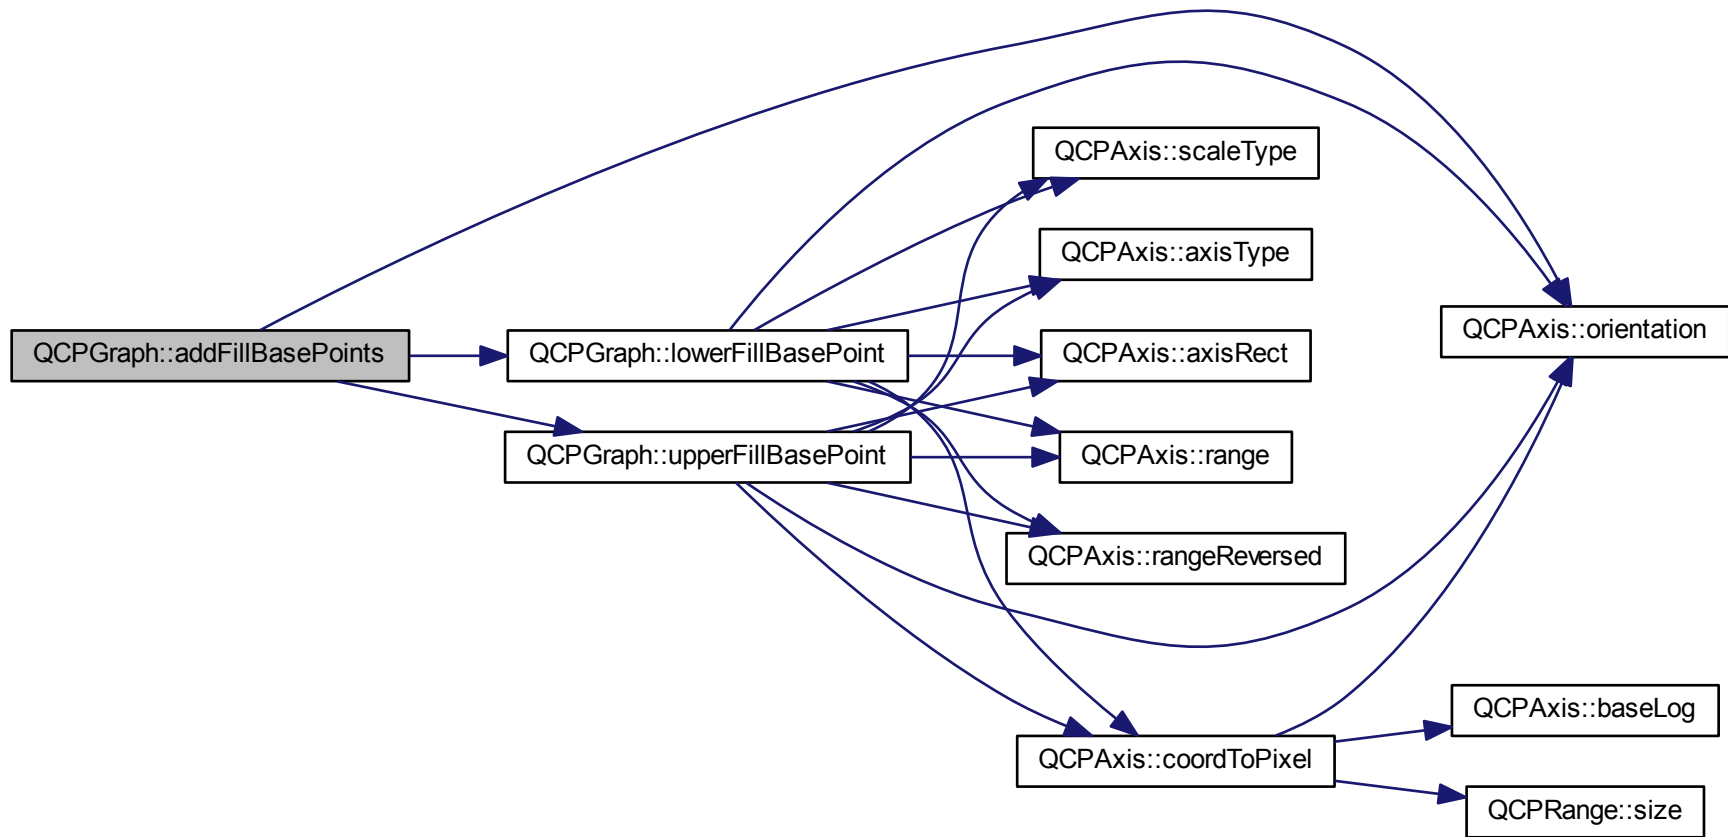 QCPAxis::scaleType
QCPAxis::axisType
QCPAxis::orientation
QCPGraph::addFillBasePoints
QCPGraph::lowerFillBasePoint
QCPAxis::axisRect
QCPGraph::upperFillBasePoint
QCPAxis::range
QCPAxis::rangeReversed
QCPAxis::baseLog
QCPAxis::coordToPixel
QCPRange::size